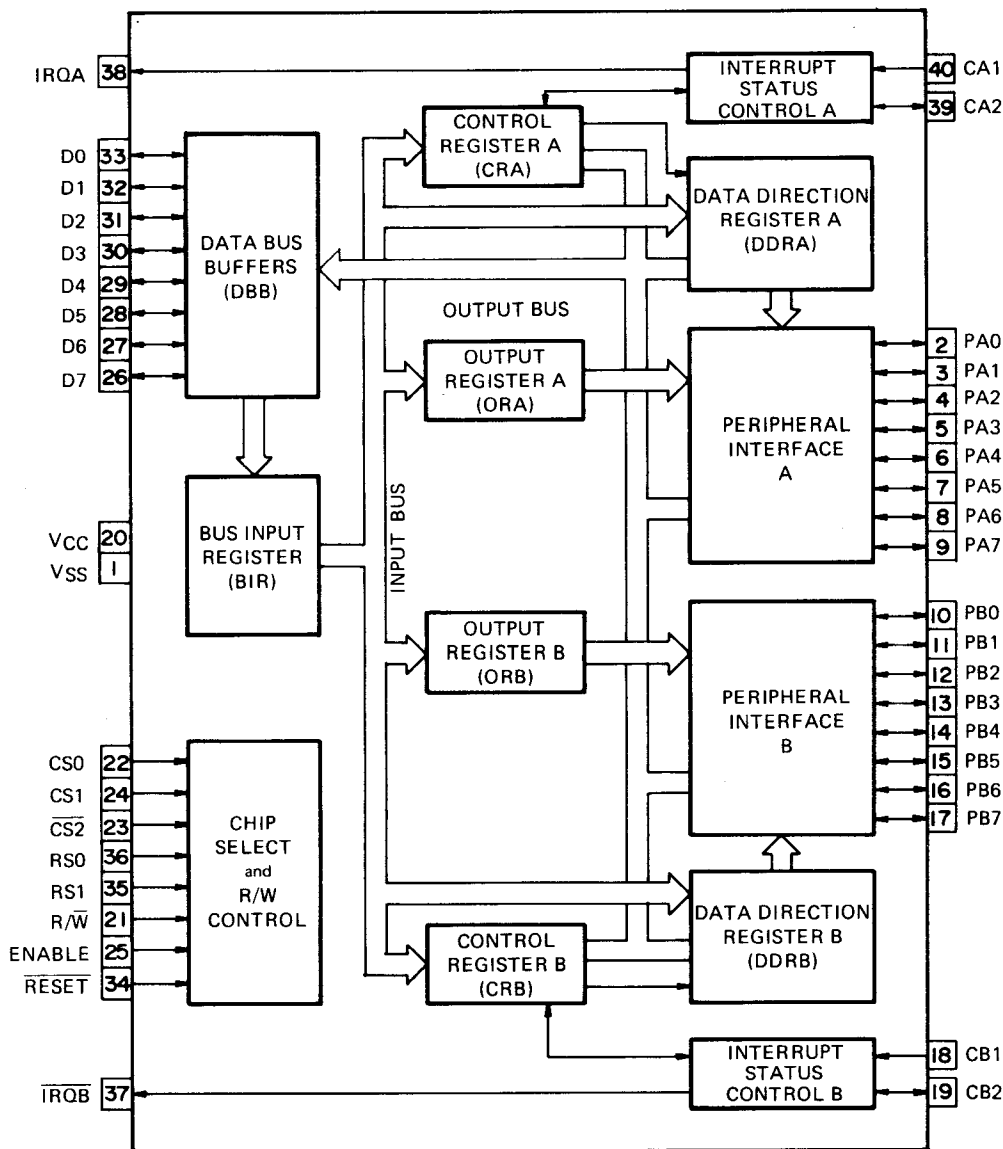 IRQA 38
D0 33
D1 32
D2 31
D3 30
D4 29
D5 28
D6 27
D7 26
VCC 20
VSS 1
CS0 22
CS1 24
C̅S̅2̅ 23
RS0 36
RS1 35
R/W̅ 21
ENABLE 25
R̅E̅S̅E̅T̅ 34
I̅R̅Q̅B̅ 37
DATA BUS
BUFFERS
(DBB)
BUS INPUT
REGISTER
(BIR)
CHIP
SELECT
and
R/W
CONTROL
CONTROL
REGISTER A
(CRA)
OUTPUT BUS
OUTPUT
REGISTER A
(ORA)
INPUT BUS
OUTPUT
REGISTER B
(ORB)
CONTROL
REGISTER B
(CRB)
INTERRUPT
STATUS
CONTROL A
DATA DIRECTION
REGISTER A
(DDRA)
PERIPHERAL
INTERFACE
A
PERIPHERAL
INTERFACE
B
DATA DIRECTION
REGISTER B
(DDRB)
INTERRUPT
STATUS
CONTROL B
40 CA1
39 CA2
2 PA0
3 PA1
4 PA2
5 PA3
6 PA4
7 PA5
8 PA6
9 PA7
10 PB0
11 PB1
12 PB2
13 PB3
14 PB4
15 PB5
16 PB6
17 PB7
18 CB1
19 CB2